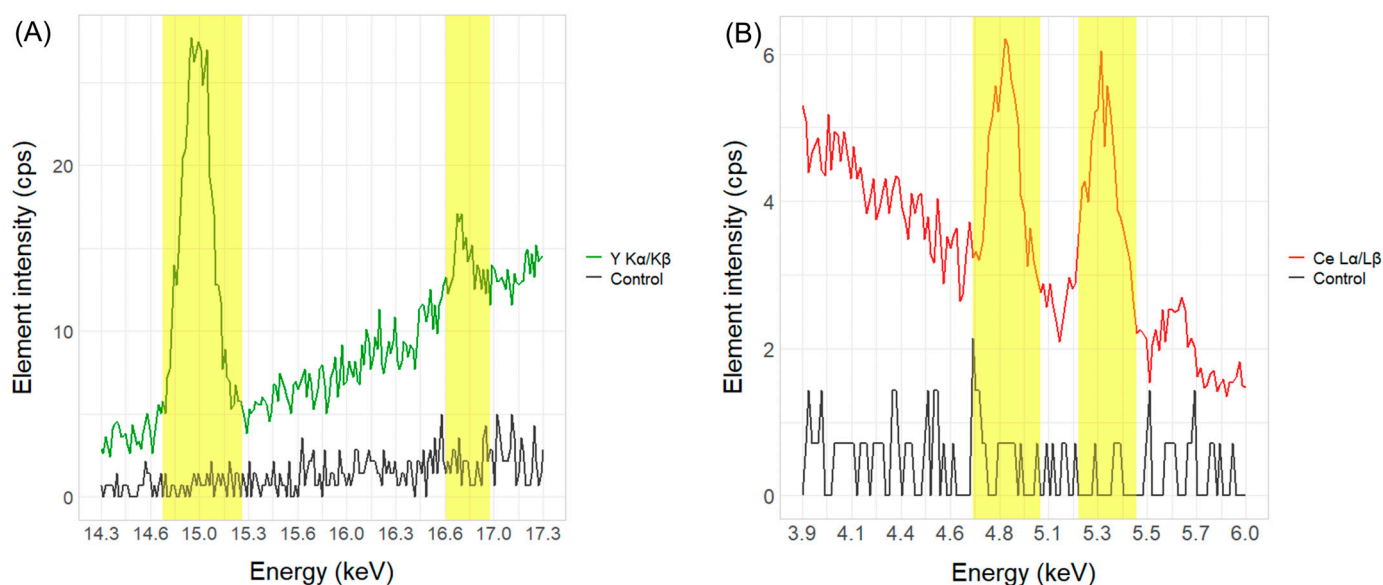 (A)
Element intensity (cps)
20
10
0
14.3 14.6 15.0 15.3 15.6 16.0 16.3 16.6 17.0 17.3
Energy (keV)
Y Kα/Kβ
Control
(B)
Element intensity (cps)
6
4
2
0
3.9 4.1 4.4 4.6 4.8 5.1 5.3 5.5 5.7 6.0
Energy (keV)
Ce Lα/Lβ
Control